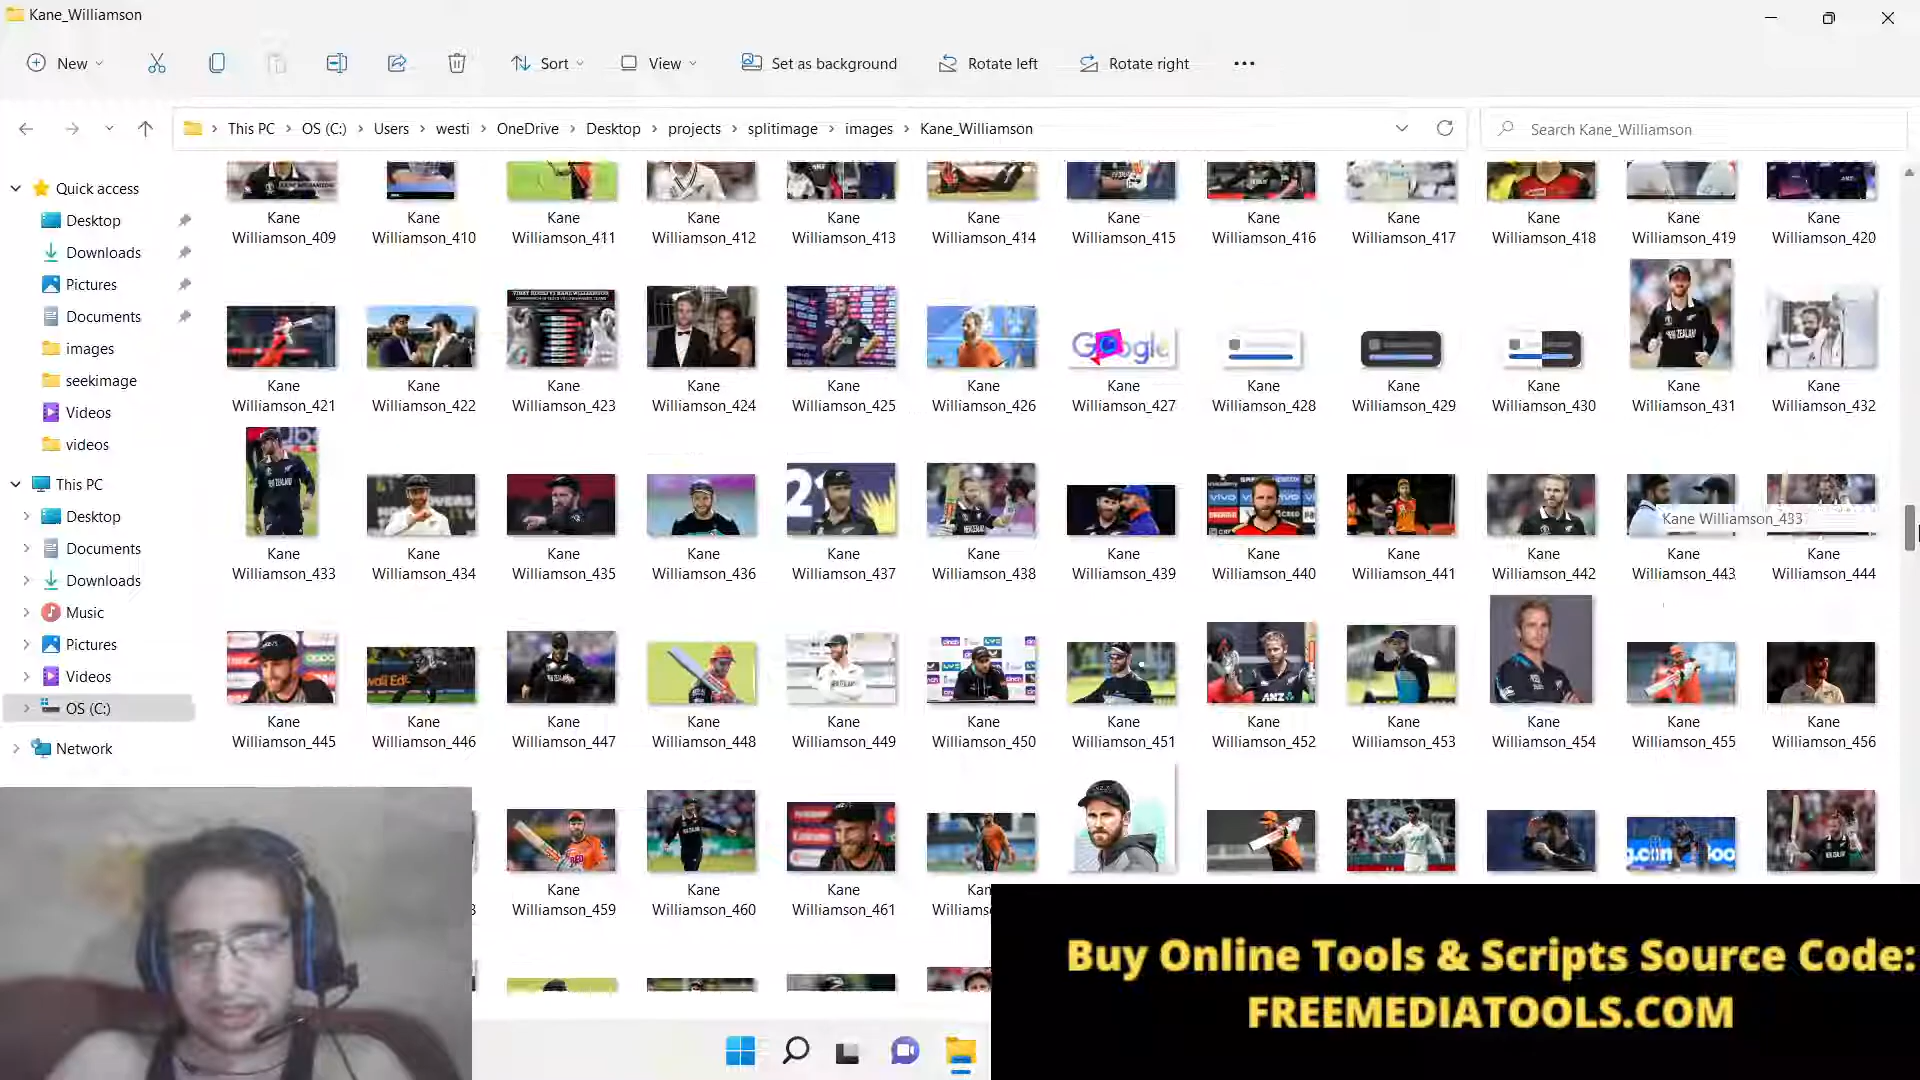 Kane_Williamson
New
Sort
View
Set as background
Rotate left
Rotate right
This PC
OS (C:)
Users
westi
OneDrive
Desktop
projects
splitimage
images
Kane_Williamson
Search Kane_Williamson
Quick access
Desktop
Downloads
Pictures
Documents
images
seekimage
Videos
videos
This PC
Desktop
Documents
Downloads
Music
Pictures
Videos
OS (C:)
Network
Kane Kane Kane Kane Kane Kane Kane Kane Kane Kane Kane Kane
Williamson_409 Williamson_410 Williamson_411 Williamson_412 Williamson_413 Williamson_414 Williamson_415 Williamson_416 Williamson_417 Williamson_418 Williamson_419 Williamson_420
Google
NEW ZEALAND
Kane Kane Kane Kane Kane Kane Kane Kane Kane Kane Kane Kane
Williamson_421 Williamson_422 Williamson_423 Williamson_424 Williamson_425 Williamson_426 Williamson_427 Williamson_428 Williamson_429 Williamson_430 Williamson_431 Williamson_432
Kane Williamson_433
Kane Kane Kane Kane Kane Kane Kane Kane Kane Kane Kane Kane
Williamson_433 Williamson_434 Williamson_435 Williamson_436 Williamson_437 Williamson_438 Williamson_439 Williamson_440 Williamson_441 Williamson_442 Williamson_443 Williamson_444
ANZ
Kane Kane Kane Kane Kane Kane Kane Kane Kane Kane Kane Kane
Williamson_445 Williamson_446 Williamson_447 Williamson_448 Williamson_449 Williamson_450 Williamson_451 Williamson_452 Williamson_453 Williamson_454 Williamson_455 Williamson_456
Kane Kane Kane
Williamson_459 Williamson_460 Williamson_461
Buy Online Tools & Scripts Source Code:
FREEMEDIATOOLS.COM